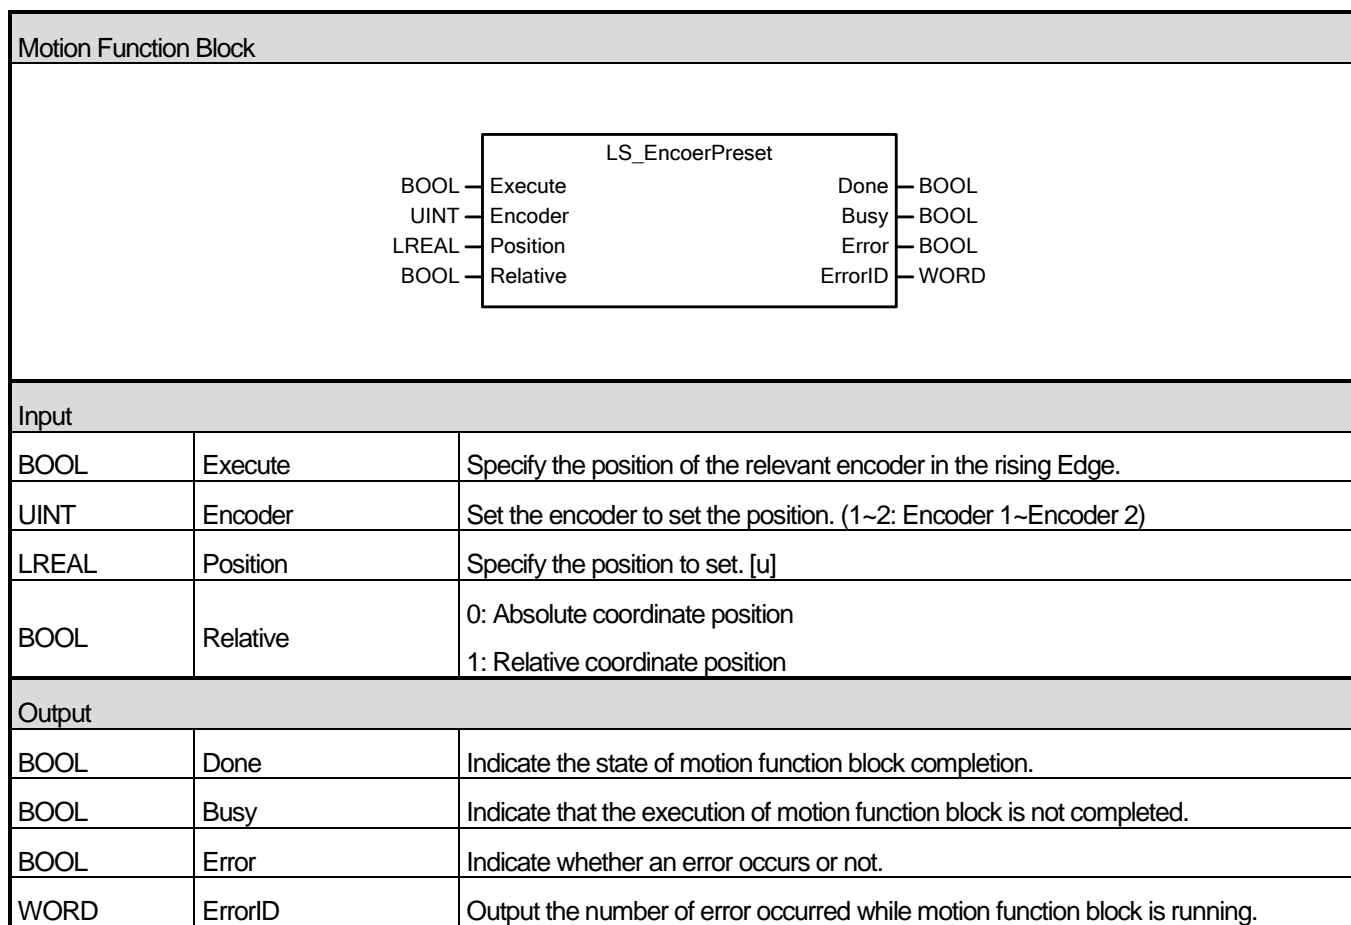 Motion Function Block
LS_EncoerPreset
BOOL Execute Done BOOL
UINT Encoder Busy BOOL
LREAL Position Error BOOL
BOOL Relative ErrorID WORD
Input
BOOL Execute Specify the position of the relevant encoder in the rising Edge.
UINT Encoder Set the encoder to set the position. (1~2: Encoder 1~Encoder 2)
LREAL Position Specify the position to set. [u]
BOOL Relative 0: Absolute coordinate position
1: Relative coordinate position
Output
BOOL Done Indicate the state of motion function block completion.
BOOL Busy Indicate that the execution of motion function block is not completed.
BOOL Error Indicate whether an error occurs or not.
WORD ErrorID Output the number of error occurred while motion function block is running.